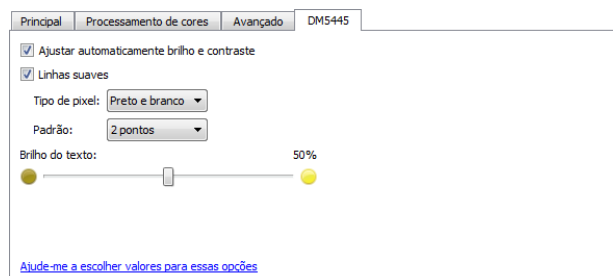 Principal Processamento de cores Avançado DM5445
Ajustar automaticamente brilho e contraste
Linhas suaves
Tipo de pixel: Preto e branco
Padrão: 2 pontos
Brilho do texto: 50%
Ajude-me a escolher valores para essas opções